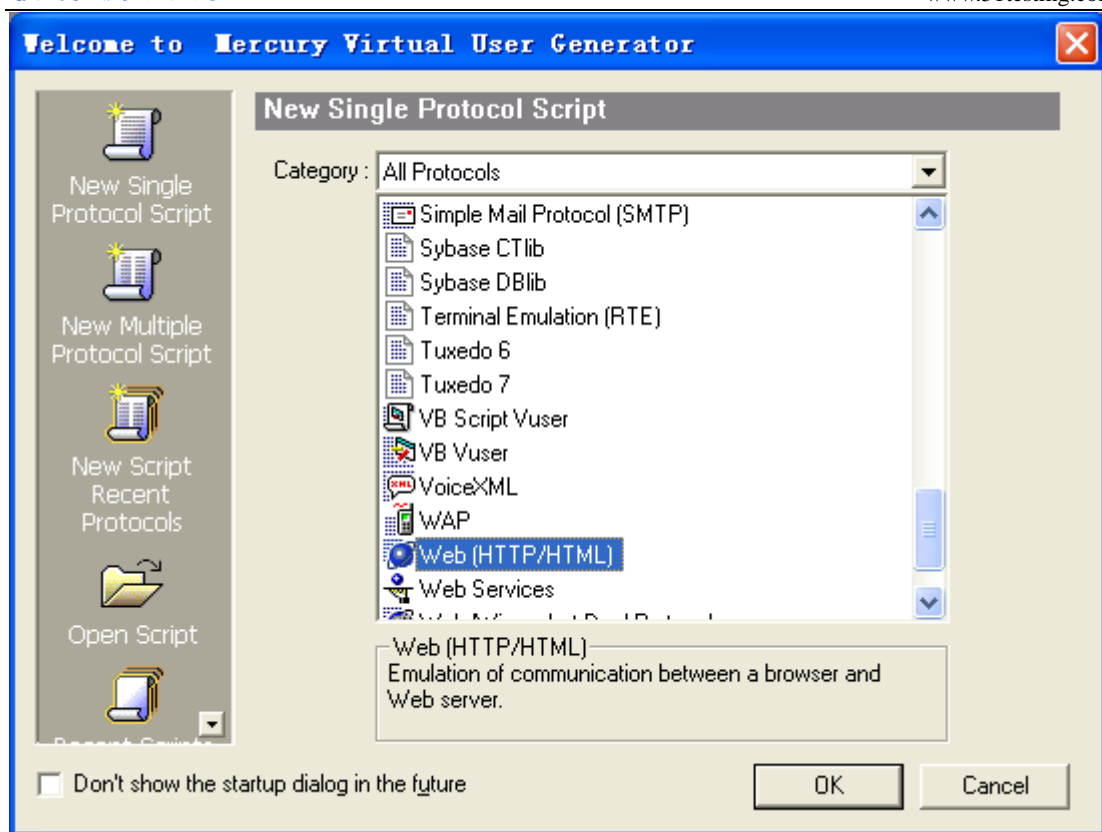 Welcome to Mercury Virtual User Generator
New Single Protocol Script
New Single
Protocol Script
New Multiple
Protocol Script
New Script
Recent
Protocols
Open Script
Category : All Protocols
Simple Mail Protocol (SMTP)
Sybase CTlib
Sybase DBlib
Terminal Emulation (RTE)
Tuxedo 6
Tuxedo 7
VB Script Vuser
VB Vuser
VoiceXML
WAP
Web (HTTP/HTML)
Web Services
Web (HTTP/HTML)
Emulation of communication between a browser and
Web server.
Don't show the startup dialog in the future
OK
Cancel